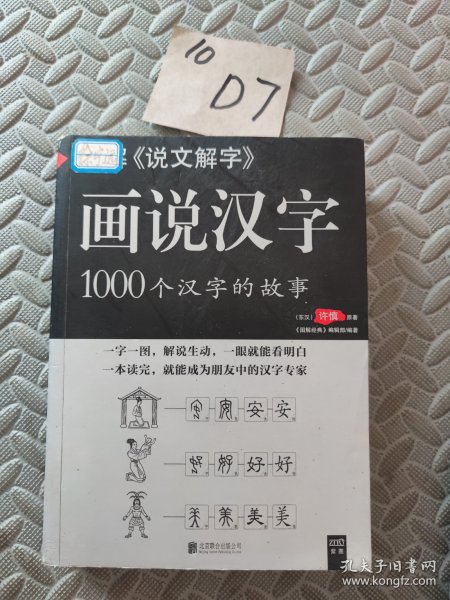 10
D7
解《说文解字》
画说汉字
1000个汉字的故事
(东汉)许慎 原著
《图解经典》编辑部/编著
一字一图，解说生动，一眼就能看明白
一本读完，就能成为朋友中的汉字专家
安 安
好 好
美 美
北京联合出版公司
紫图
孔夫子旧书网
www.kongfz.com